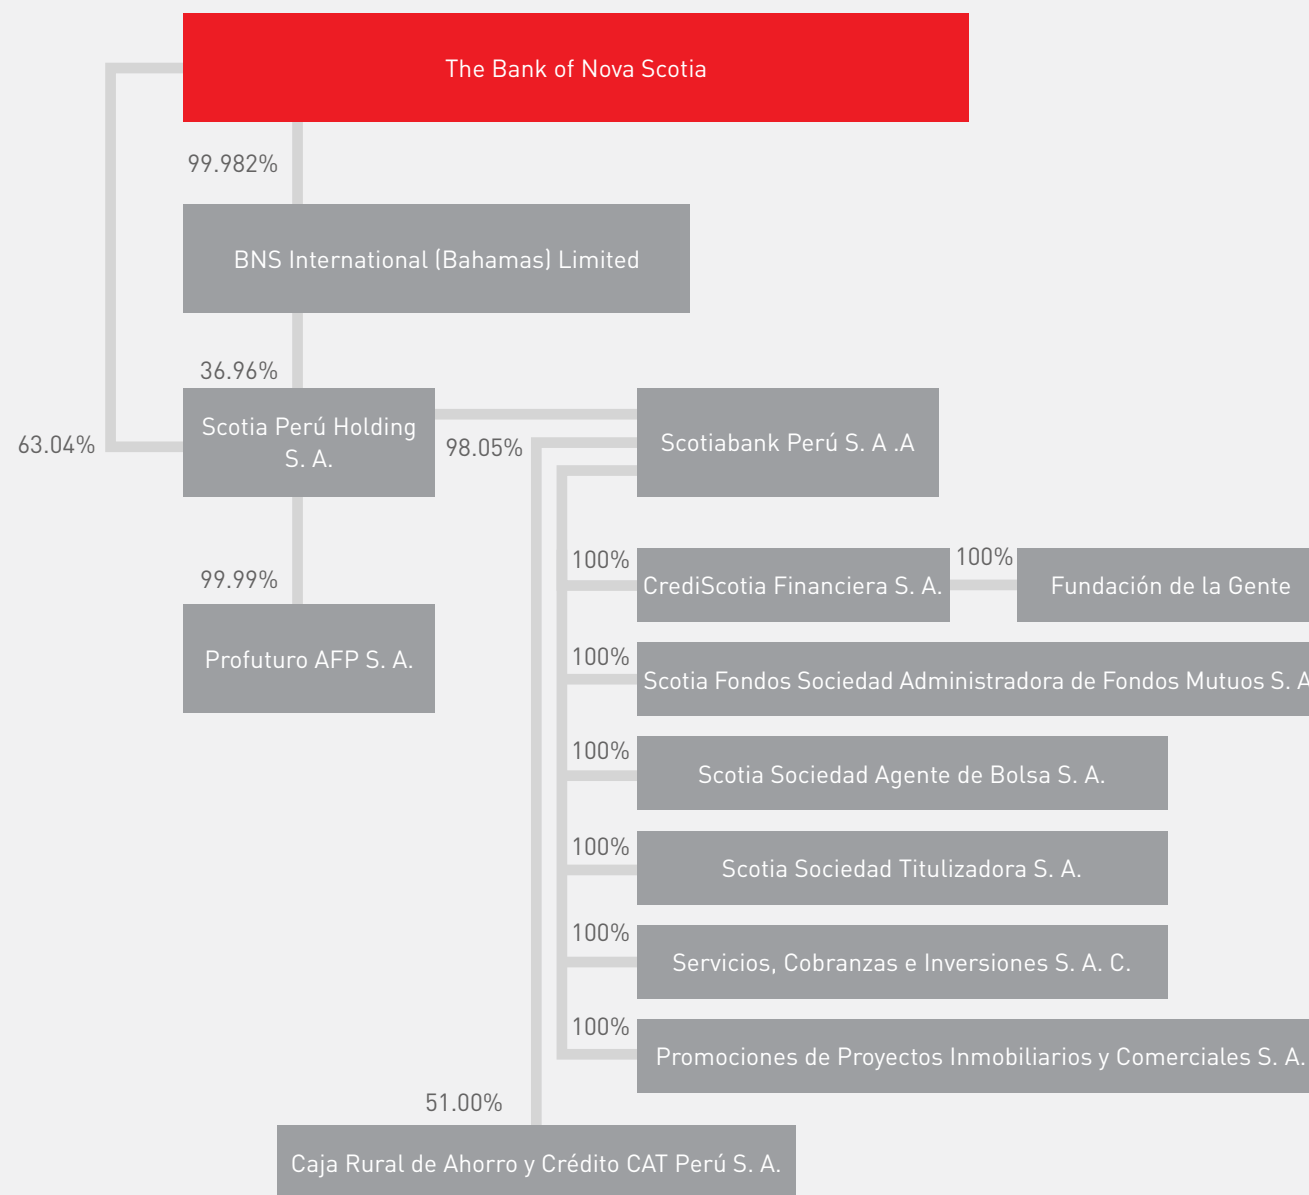 The Bank of Nova Scotia
99.982%
BNS International (Bahamas) Limited
36.96%
Scotia Perú Holding
S. A.
63.04%
98.05%
Scotiabank Perú S. A .A
99.99%
Profuturo AFP S. A.
100%
CrediScotia Financiera S. A.
100%
Fundación de la Gente
100%
Scotia Fondos Sociedad Administradora de Fondos Mutuos S. A
100%
Scotia Sociedad Agente de Bolsa S. A.
100%
Scotia Sociedad Titulizadora S. A.
100%
Servicios, Cobranzas e Inversiones S. A. C.
100%
Promociones de Proyectos Inmobiliarios y Comerciales S. A.
51.00%
Caja Rural de Ahorro y Crédito CAT Perú S. A.